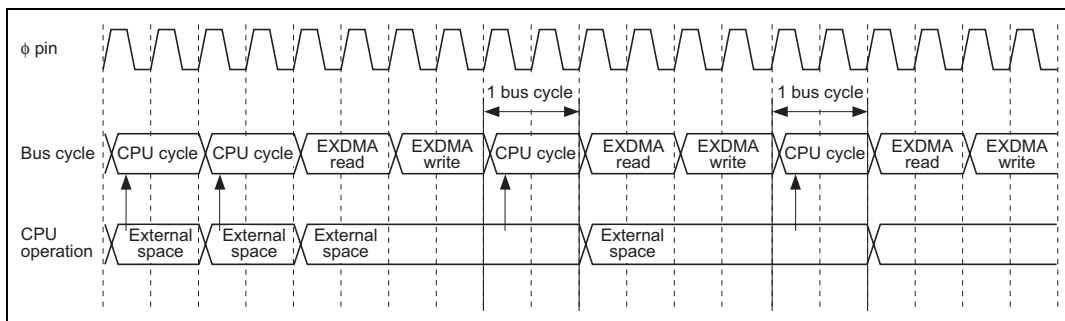 φ pin
1 bus cycle
1 bus cycle
Bus cycle
CPU cycle
CPU cycle
EXDMA
read
EXDMA
write
CPU cycle
EXDMA
read
EXDMA
write
CPU cycle
EXDMA
read
EXDMA
write
CPU
operation
External
space
External
space
External
space
External
space